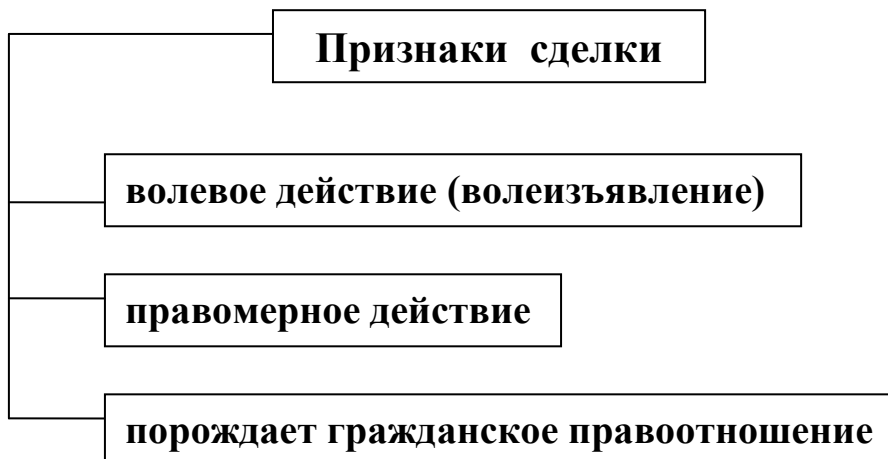 Признаки сделки
волевое действие (волеизъявление)
правомерное действие
порождает гражданское правоотношение